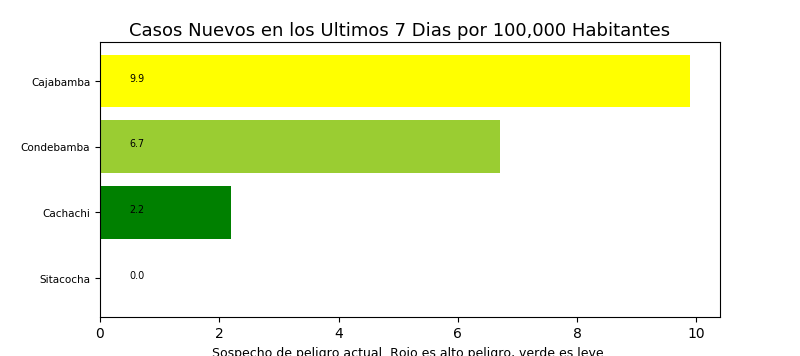 Casos Nuevos en los Ultimos 7 Dias por 100,000 Habitantes
Cajabamba 9.9
Condebamba 6.7
Cachachi 2.2
Sitacocha 0.0
0 2 4 6 8 10
Sospecho de peligro actual. Rojo es alto peligro, verde es leve